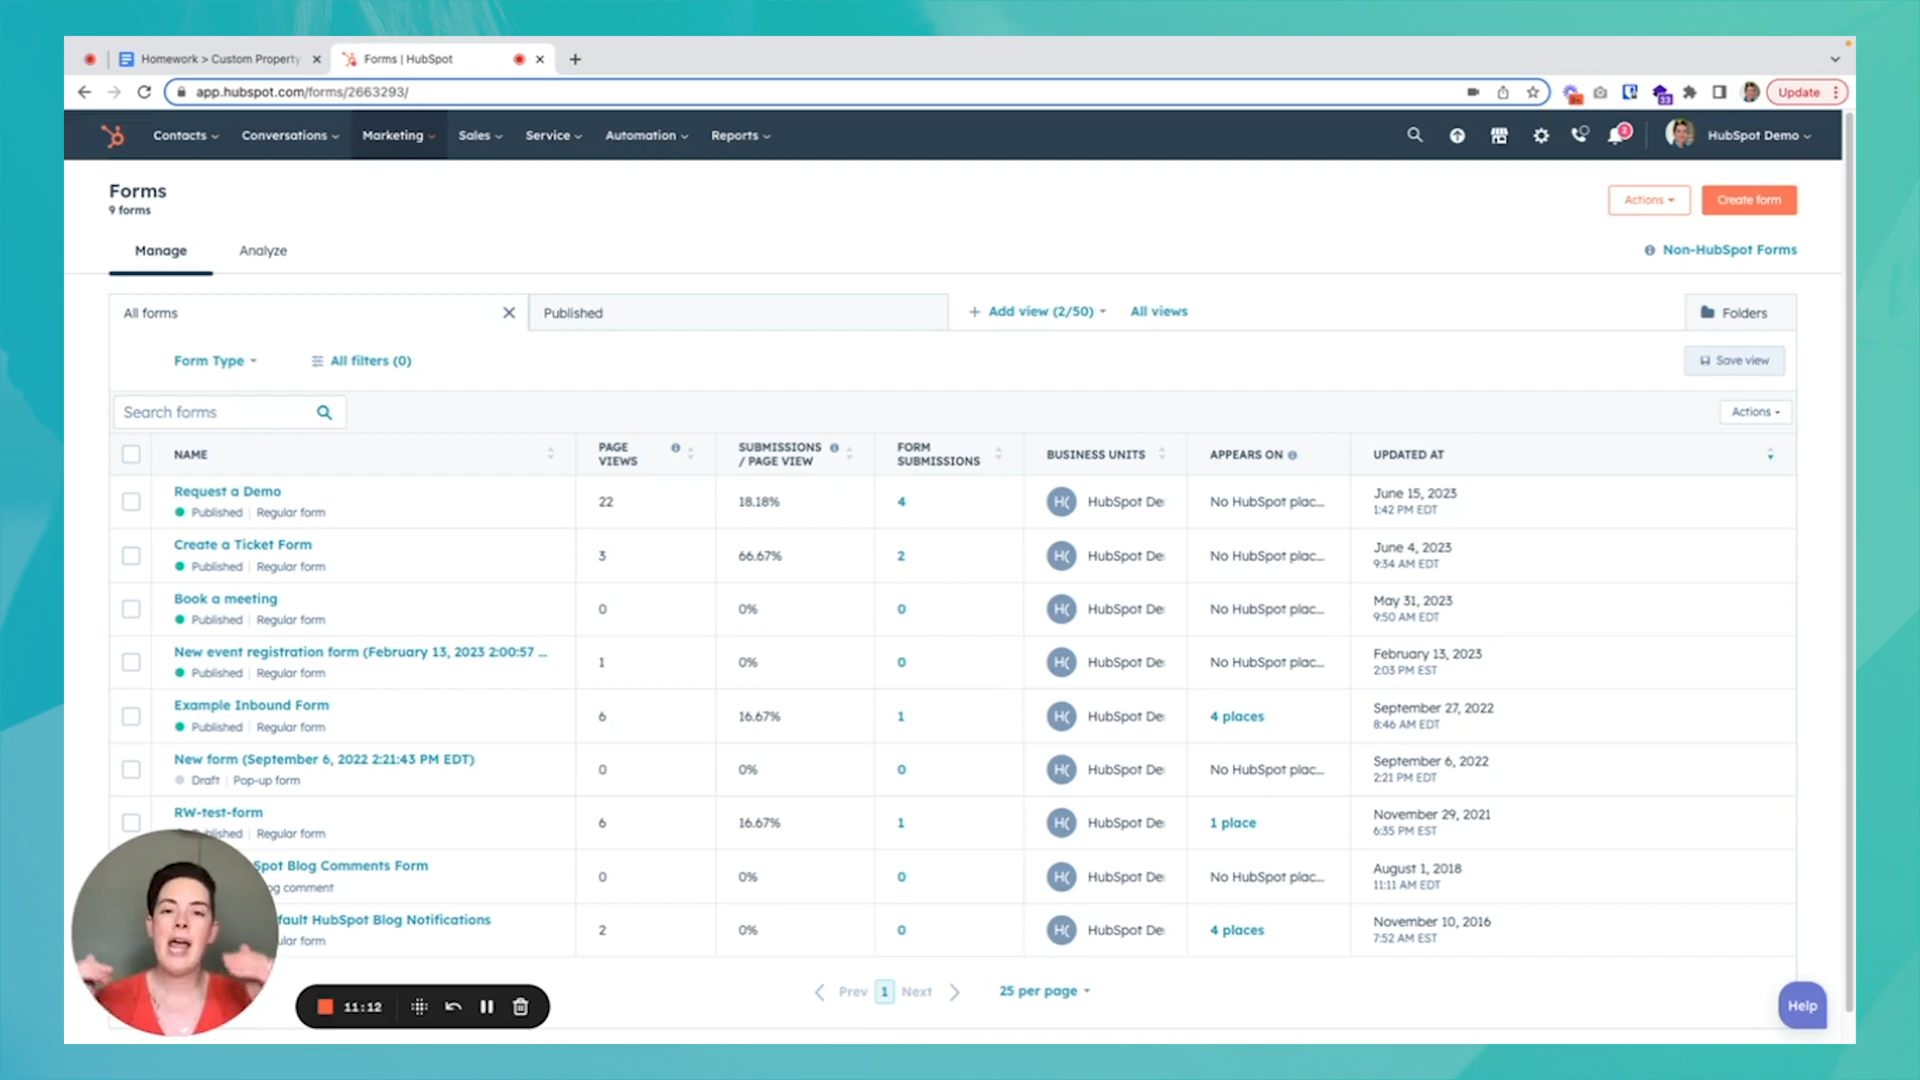 Homework > Custom Property
Forms | HubSpot
app.hubspot.com/forms/2663293/
Update
Contacts
Conversations
Marketing
Sales
Service
Automation
Reports
HubSpot Demo
Forms
9 forms
Actions
Create form
Manage
Analyze
Non-HubSpot Forms
All forms
Published
+ Add view (2/50)
All views
Folders
Form Type
All filters (0)
Save view
Search forms
Actions
NAME
PAGE VIEWS
SUBMISSIONS / PAGE VIEW
FORM SUBMISSIONS
BUSINESS UNITS
APPEARS ON
UPDATED AT
Request a Demo
Published | Regular form
22
18.18%
4
H( HubSpot De
No HubSpot plac...
June 15, 2023
1:42 PM EDT
Create a Ticket Form
Published | Regular form
3
66.67%
2
H( HubSpot De
No HubSpot plac...
June 4, 2023
9:34 AM EDT
Book a meeting
Published | Regular form
0
0%
0
H( HubSpot De
No HubSpot plac...
May 31, 2023
9:50 AM EDT
New event registration form (February 13, 2023 2:00:57 ...
Published | Regular form
1
0%
0
H( HubSpot De
No HubSpot plac...
February 13, 2023
2:03 PM EST
Example Inbound Form
Published | Regular form
6
16.67%
1
H( HubSpot De
4 places
September 27, 2022
8:46 AM EDT
New form (September 6, 2022 2:21:43 PM EDT)
Draft | Pop-up form
0
0%
0
H( HubSpot De
No HubSpot plac...
September 6, 2022
2:21 PM EDT
RW-test-form
blished | Regular form
6
16.67%
1
H( HubSpot De
1 place
November 29, 2021
6:35 PM EST
Spot Blog Comments Form
og comment
0
0%
0
H( HubSpot De
No HubSpot plac...
August 1, 2018
11:11 AM EDT
fault HubSpot Blog Notifications
ular form
2
0%
0
H( HubSpot De
4 places
November 10, 2016
7:52 AM EST
Prev 1 Next
25 per page
11:12
Help